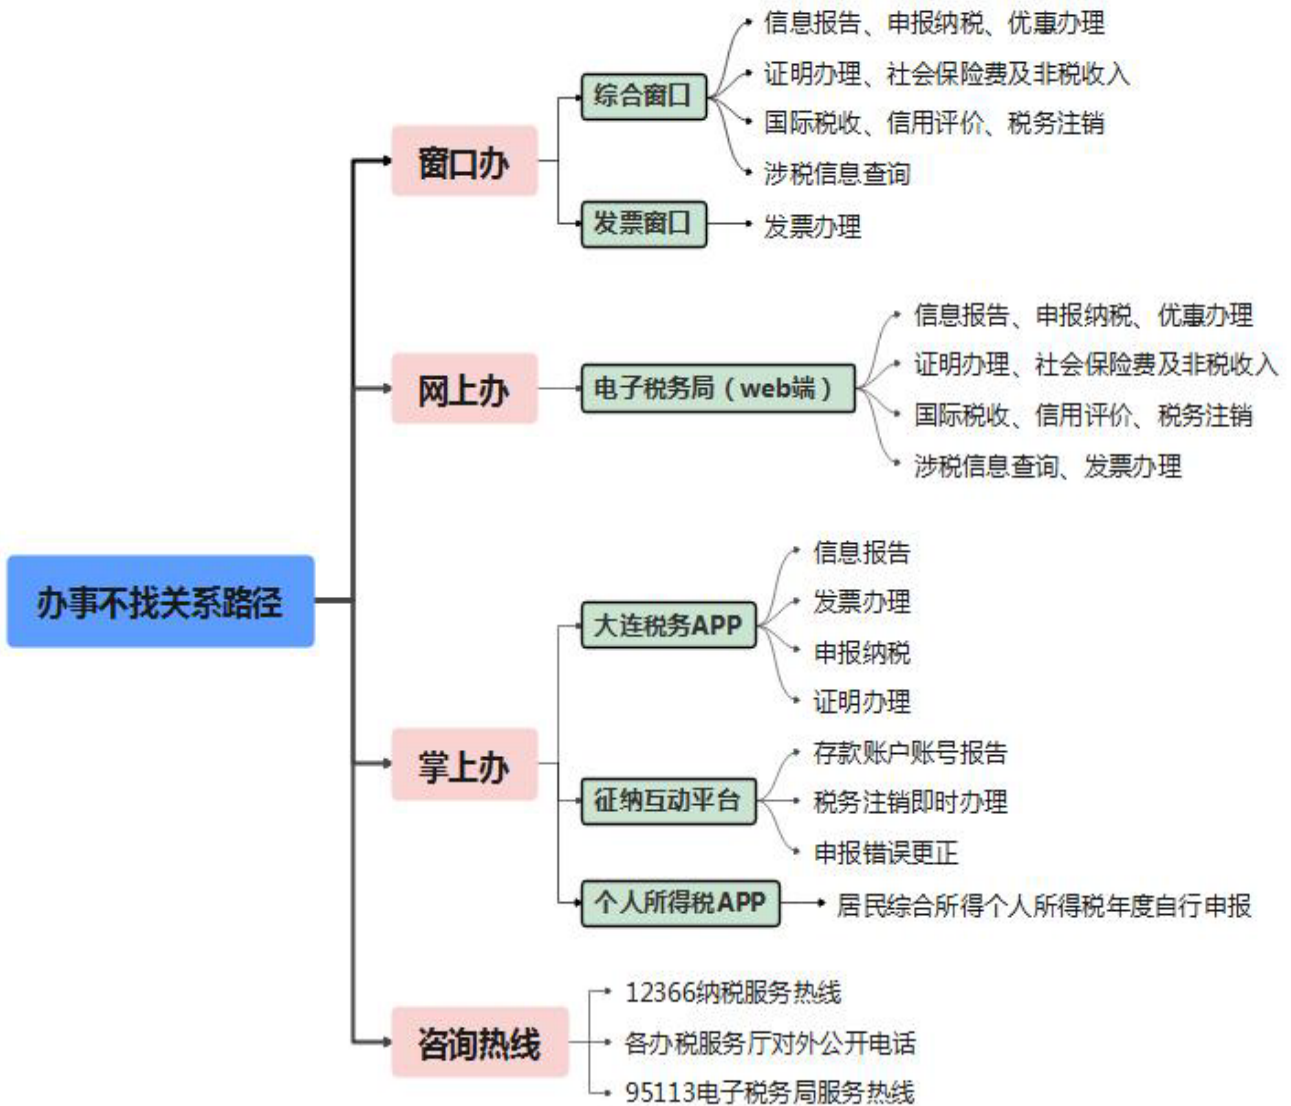 办事不找关系路径
窗口办
综合窗口
信息报告、申报纳税、优惠办理
证明办理、社会保险费及非税收入
国际税收、信用评价、税务注销
涉税信息查询
发票窗口
发票办理
网上办
电子税务局（web端）
信息报告、申报纳税、优惠办理
证明办理、社会保险费及非税收入
国际税收、信用评价、税务注销
涉税信息查询、发票办理
掌上办
大连税务APP
信息报告
发票办理
申报纳税
证明办理
征纳互动平台
存款账户账号报告
税务注销即时办理
申报错误更正
个人所得税APP
居民综合所得个人所得税年度自行申报
咨询热线
12366纳税服务热线
各办税服务厅对外公开电话
95113电子税务局服务热线